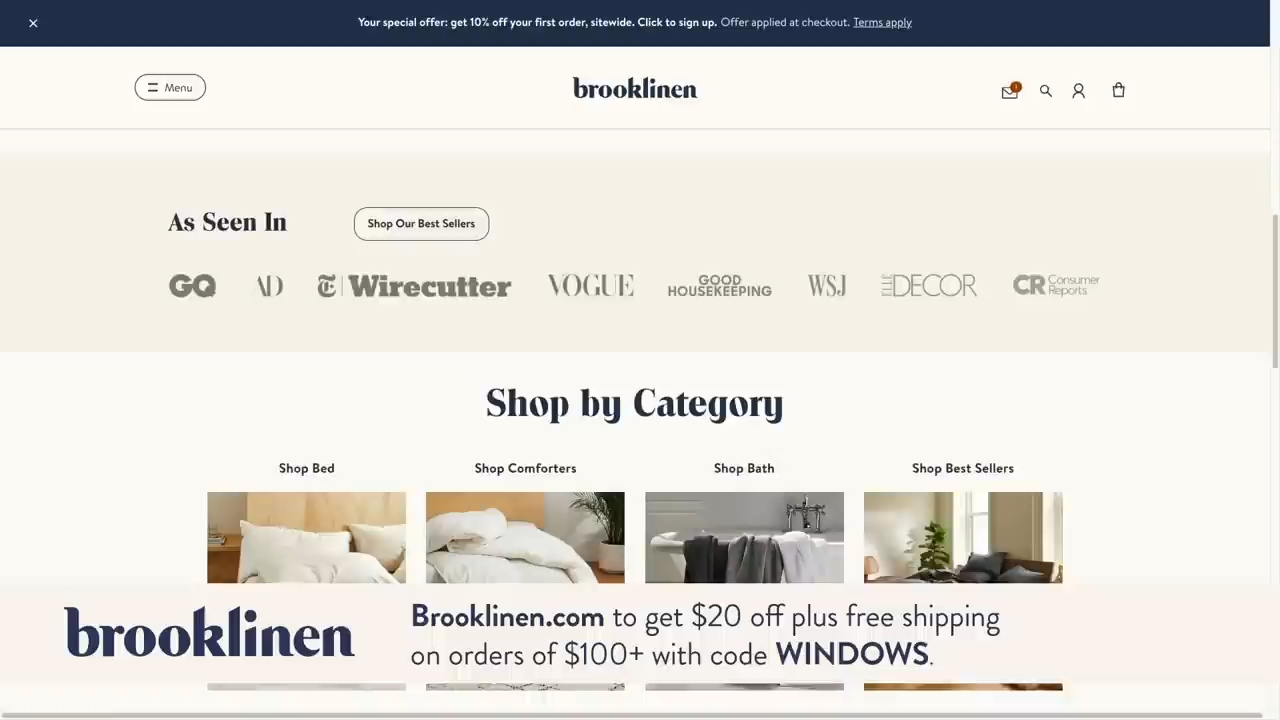 Your special offer: get 10% off your first order, sitewide. Click to sign up. Offer applied at checkout. Terms apply
Menu
brooklinen
As Seen In
Shop Our Best Sellers
GQ
AD
Wirecutter
VOGUE
GOOD
HOUSEKEEPING
WSJ
ELLE DECOR
CR Consumer
Reports
Shop by Category
Shop Bed
Shop Comforters
Shop Bath
Shop Best Sellers
brooklinen
Brooklinen.com to get $20 off plus free shipping
on orders of $100+ with code WINDOWS.